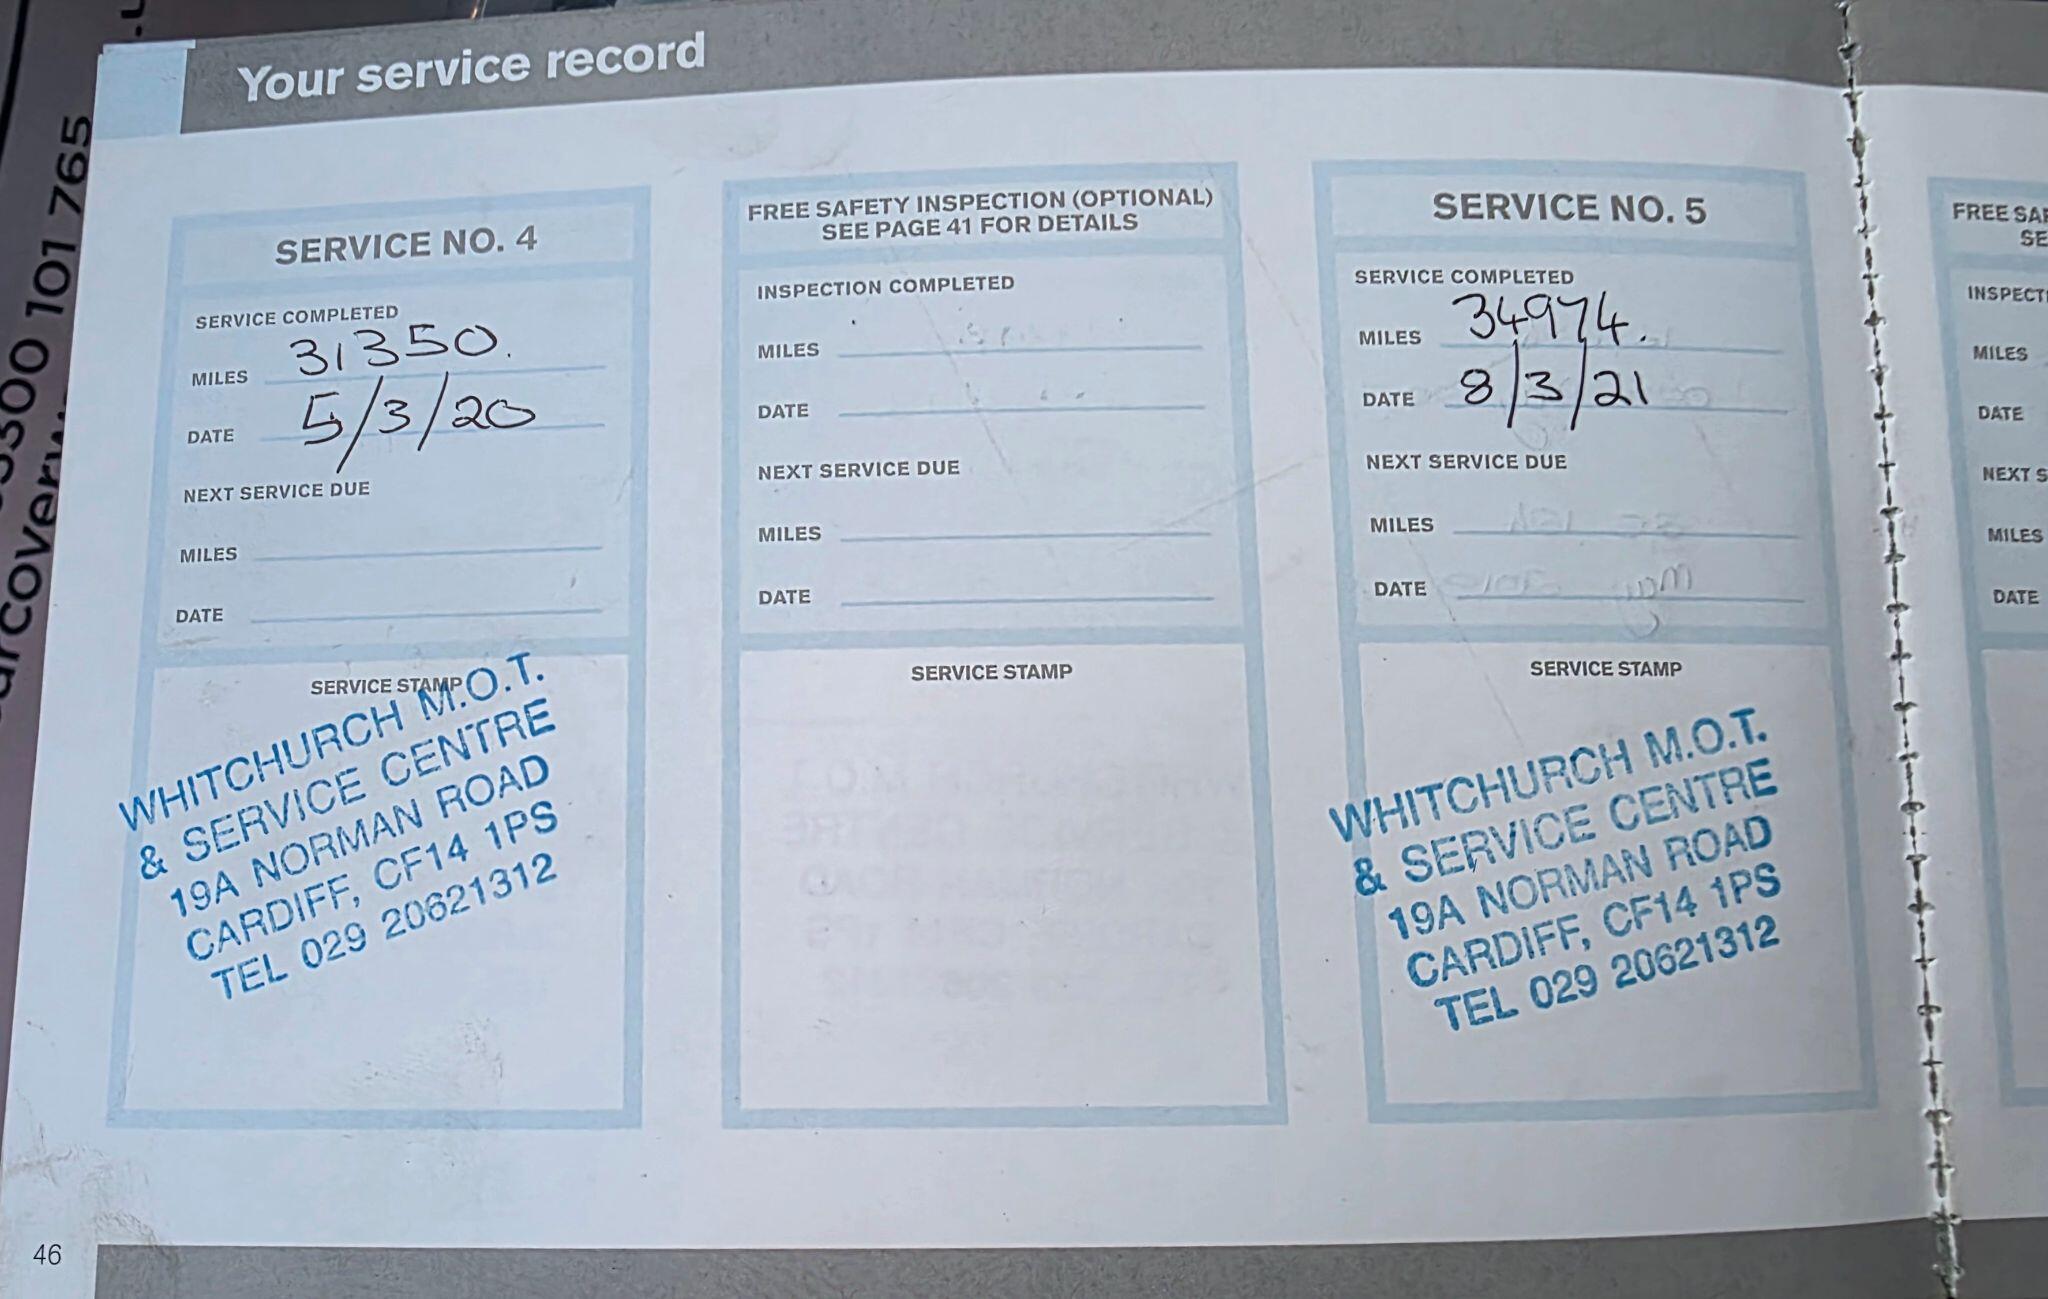 Your service record
SERVICE NO. 4
SERVICE COMPLETED
MILES 31350.
DATE 5/3/20
NEXT SERVICE DUE
MILES
DATE
SERVICE STAMP
WHITCHURCH M.O.T.
& SERVICE CENTRE
19A NORMAN ROAD
CARDIFF, CF14 1PS
TEL 029 20621312
FREE SAFETY INSPECTION (OPTIONAL)
SEE PAGE 41 FOR DETAILS
INSPECTION COMPLETED
MILES
DATE
NEXT SERVICE DUE
MILES
DATE
SERVICE STAMP
SERVICE NO. 5
SERVICE COMPLETED
MILES 34974.
DATE 8/3/21
NEXT SERVICE DUE
MILES
DATE
SERVICE STAMP
WHITCHURCH M.O.T.
& SERVICE CENTRE
19A NORMAN ROAD
CARDIFF, CF14 1PS
TEL 029 20621312
FREE
MILES
DATE
NEXT
MILES
DATE
46
101 765